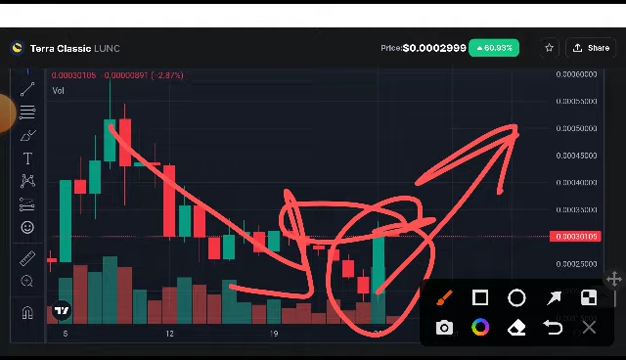 Terra Classic LUNC Price:$0.0002999 60.93% Share
0.00030105 -0.00000891 (-2.87%)
Vol
0.00060000
0.00055000
0.00050000
0.00045000
0.00040000
0.00035000
0.00030105
0.00025000
5 12 19